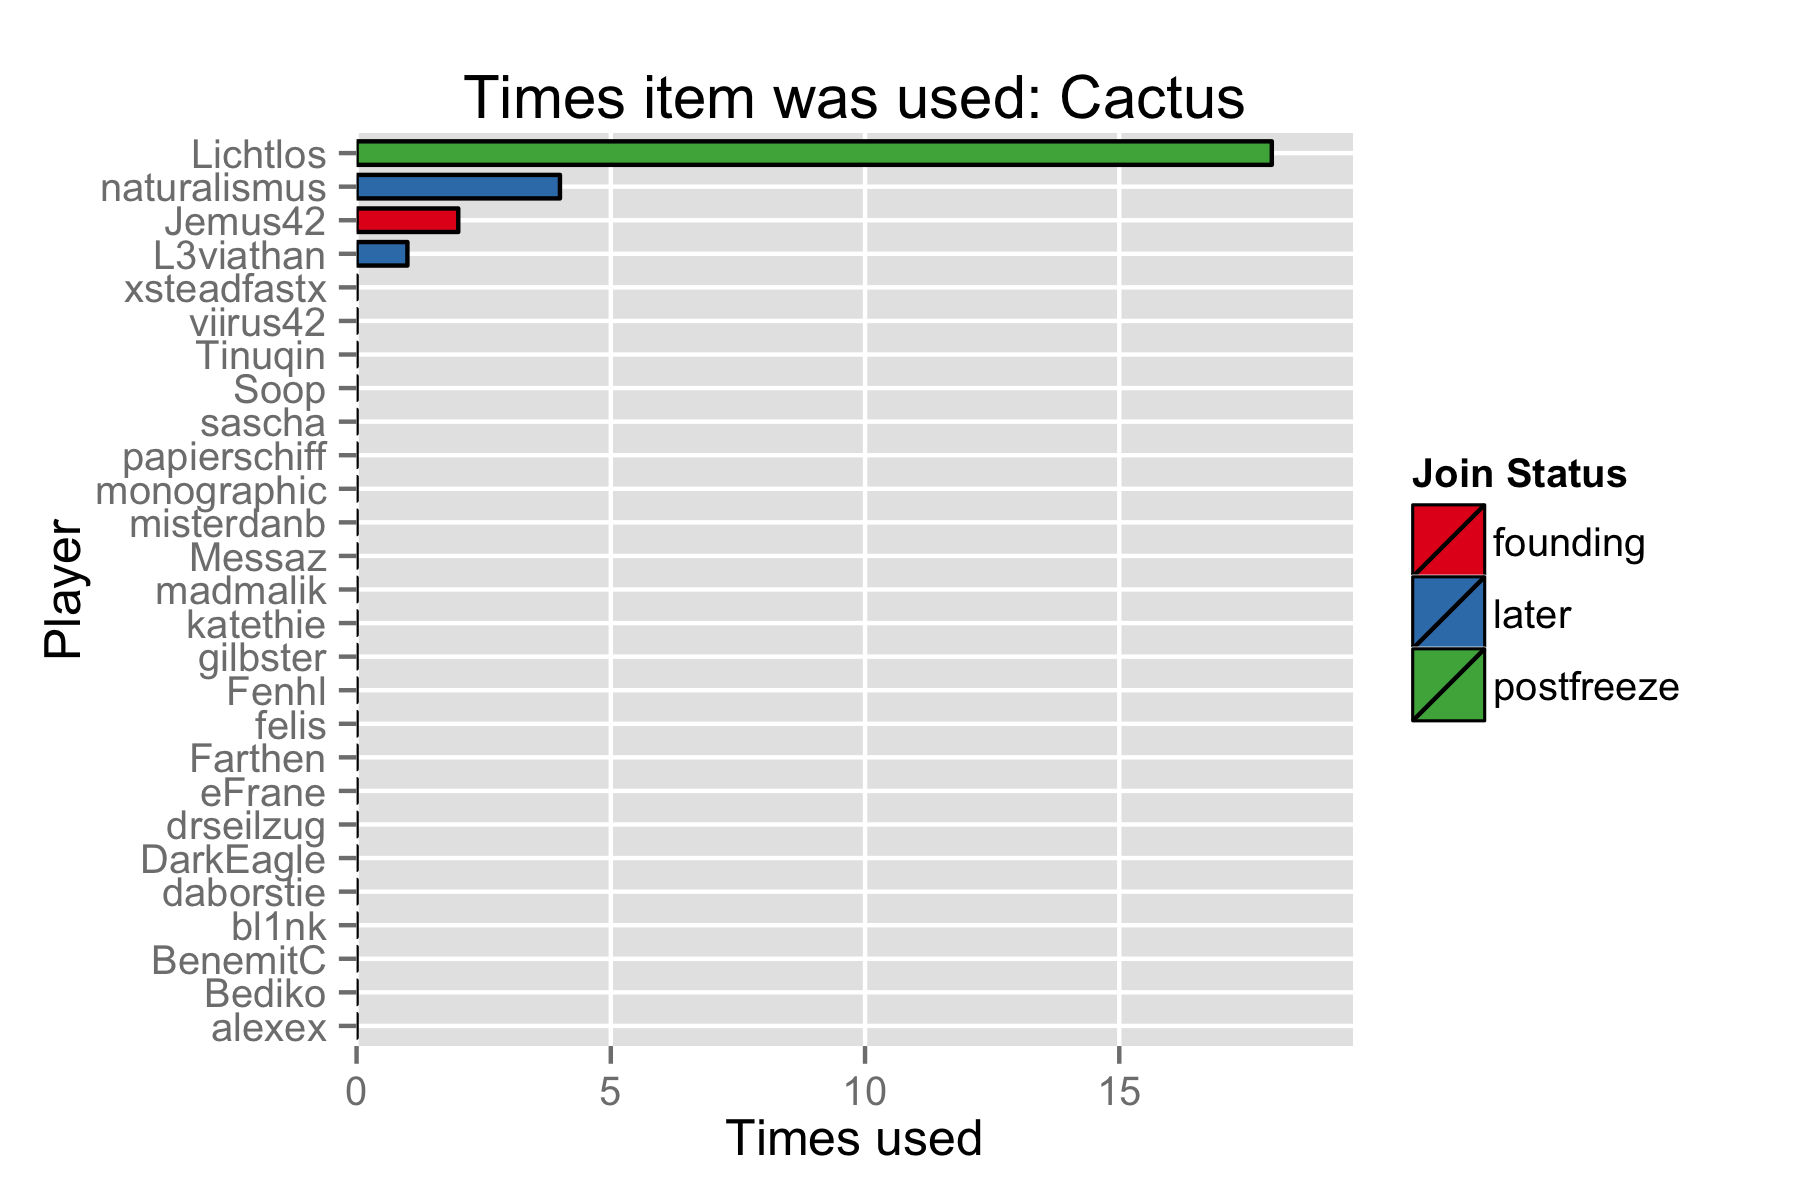 Times item was used: Cactus
Lichtlos
naturalismus
Jemus42
L3viathan
xsteadfastx
viirus42
Tinuqin
Soop
sascha
papierschiff
monographic
misterdanb
Messaz
madmalik
katethie
gilbster
Fenhl
felis
Farthen
eFrane
drseilzug
DarkEagle
daborstie
bl1nk
BenemitC
Bediko
alexex
Player
0 5 10 15
Times used
Join Status
founding
later
postfreeze